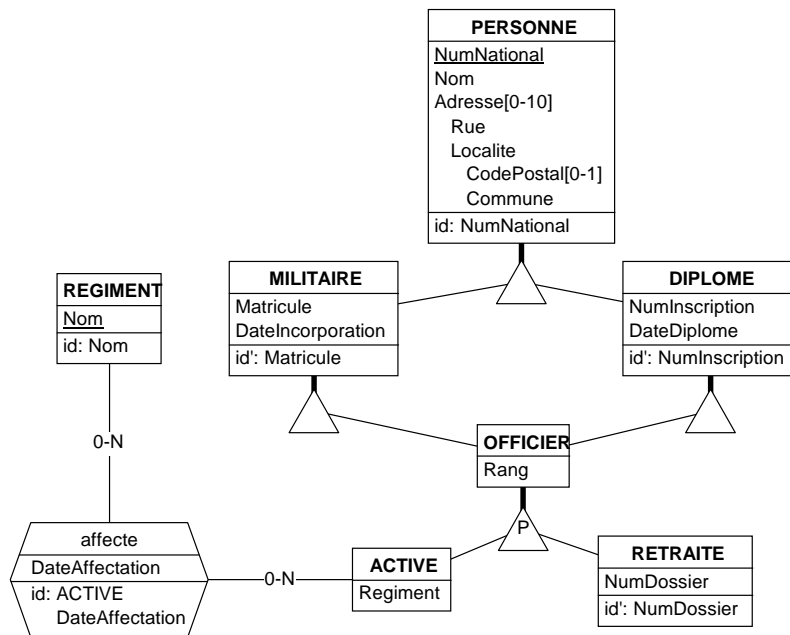 PERSONNE
NumNational
Nom
Adresse[0-10]
Rue
Localite
CodePostal[0-1]
Commune
id: NumNational
MILITAIRE
Matricule
DateIncorporation
id': Matricule
DIPLOME
NumInscription
DateDiplome
id': NumInscription
REGIMENT
Nom
id: Nom
0-N
OFFICIER
Rang
P
affecte
DateAffectation
id: ACTIVE
DateAffectation
0-N
ACTIVE
Regiment
RETRAITE
NumDossier
id': NumDossier